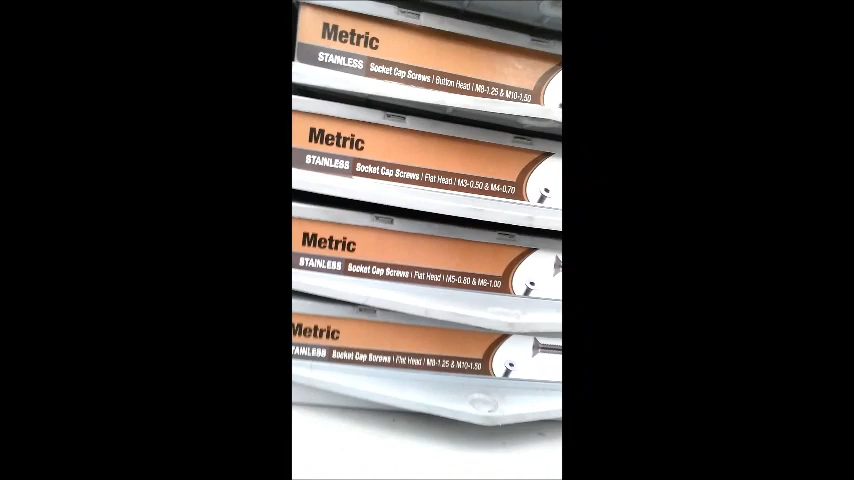 Metric
STAINLESS Socket Cap Screws | Button Head | M8-1.25 & M10-1.50
Metric
STAINLESS Socket Cap Screws | Flat Head | M3-0.50 & M4-0.70
Metric
STAINLESS Socket Cap Screws | Flat Head | M5-0.80 & M6-1.00
Metric
TAINLESS Socket Cap Screws | Flat Head | M8-1.25 & M10-1.50